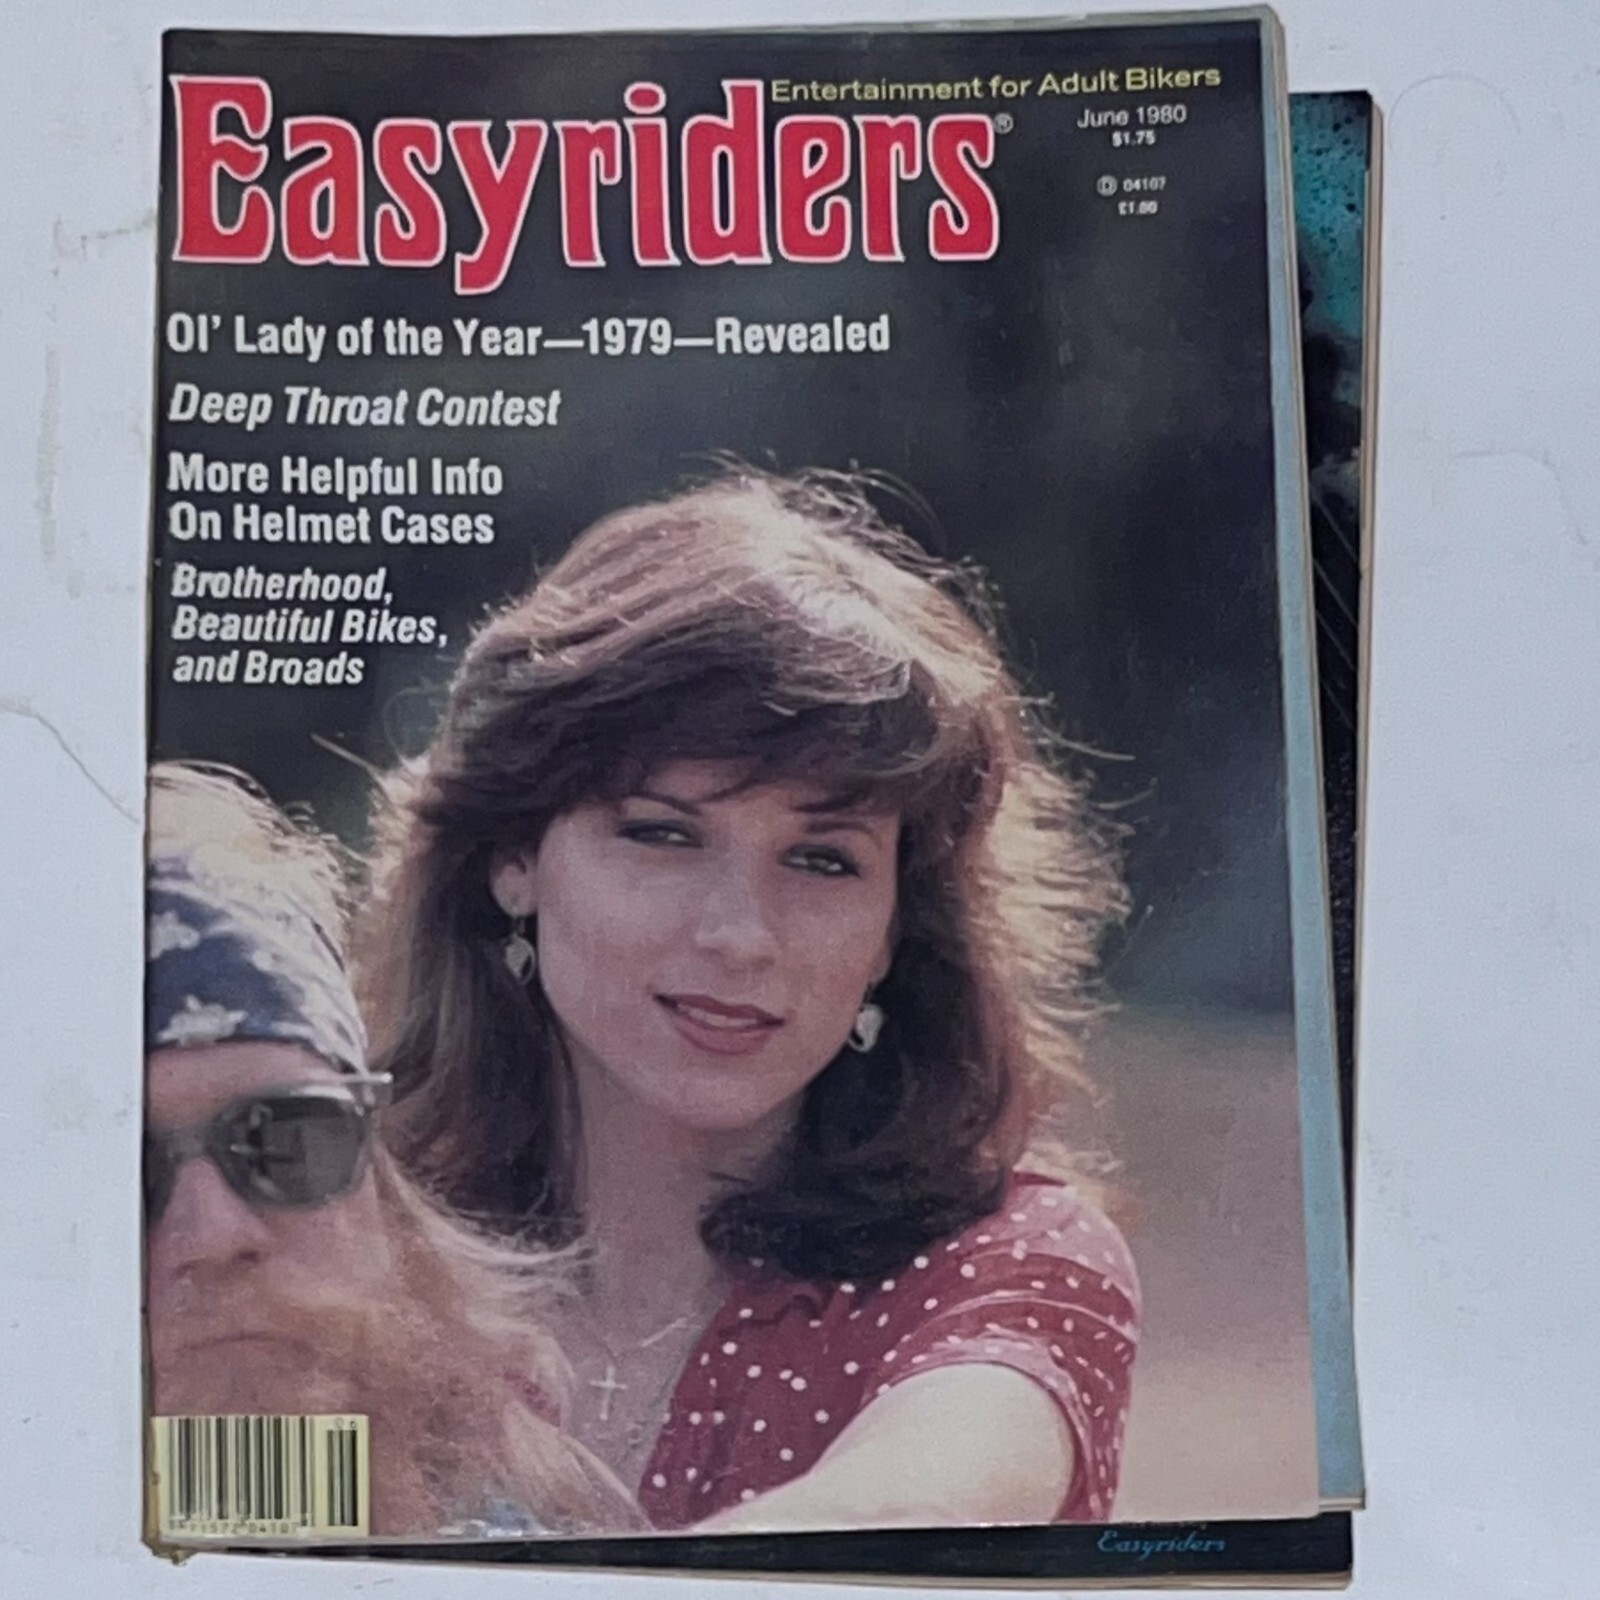 Entertainment for Adult Bikers
Easyriders®
June 1980
$1.75
Ⓓ 04107
£1.00
Ol' Lady of the Year—1979—Revealed
Deep Throat Contest
More Helpful Info
On Helmet Cases
Brotherhood,
Beautiful Bikes,
and Broads
06
Easyriders